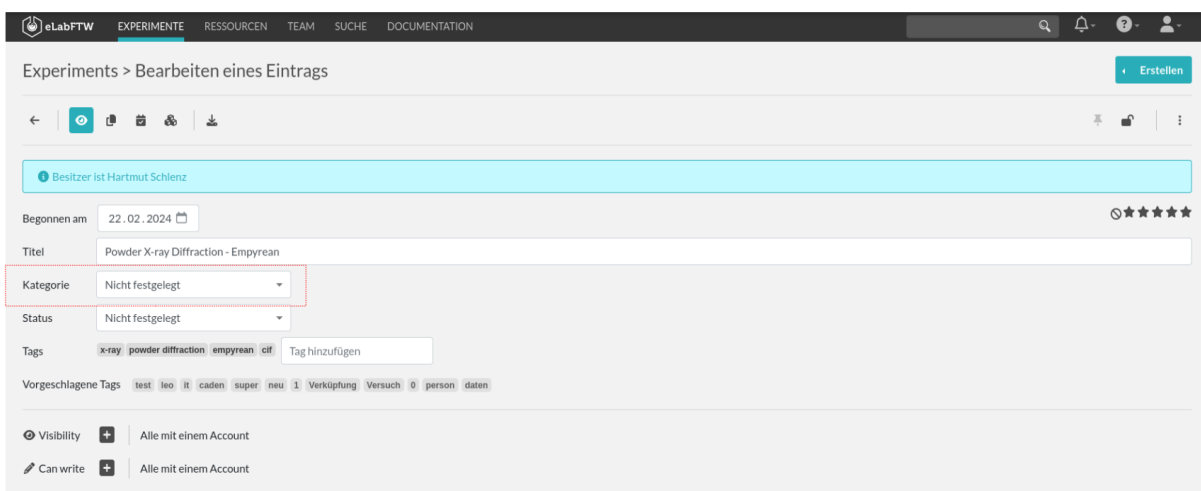 eLabFTW EXPERIMENTE RESSOURCEN TEAM SUCHE DOCUMENTATION
Experiments > Bearbeiten eines Eintrags
Erstellen
Besitzer ist Hartmut Schlenz
Begonnen am 22.02.2024
Titel Powder X-ray Diffraction - Empyrean
Kategorie Nicht festgelegt
Status Nicht festgelegt
Tags x-ray powder diffraction empyrean cif Tag hinzufügen
Vorgeschlagene Tags test leo it caden super neu 1 Verküpfung Versuch 0 person daten
Visibility Alle mit einem Account
Can write Alle mit einem Account